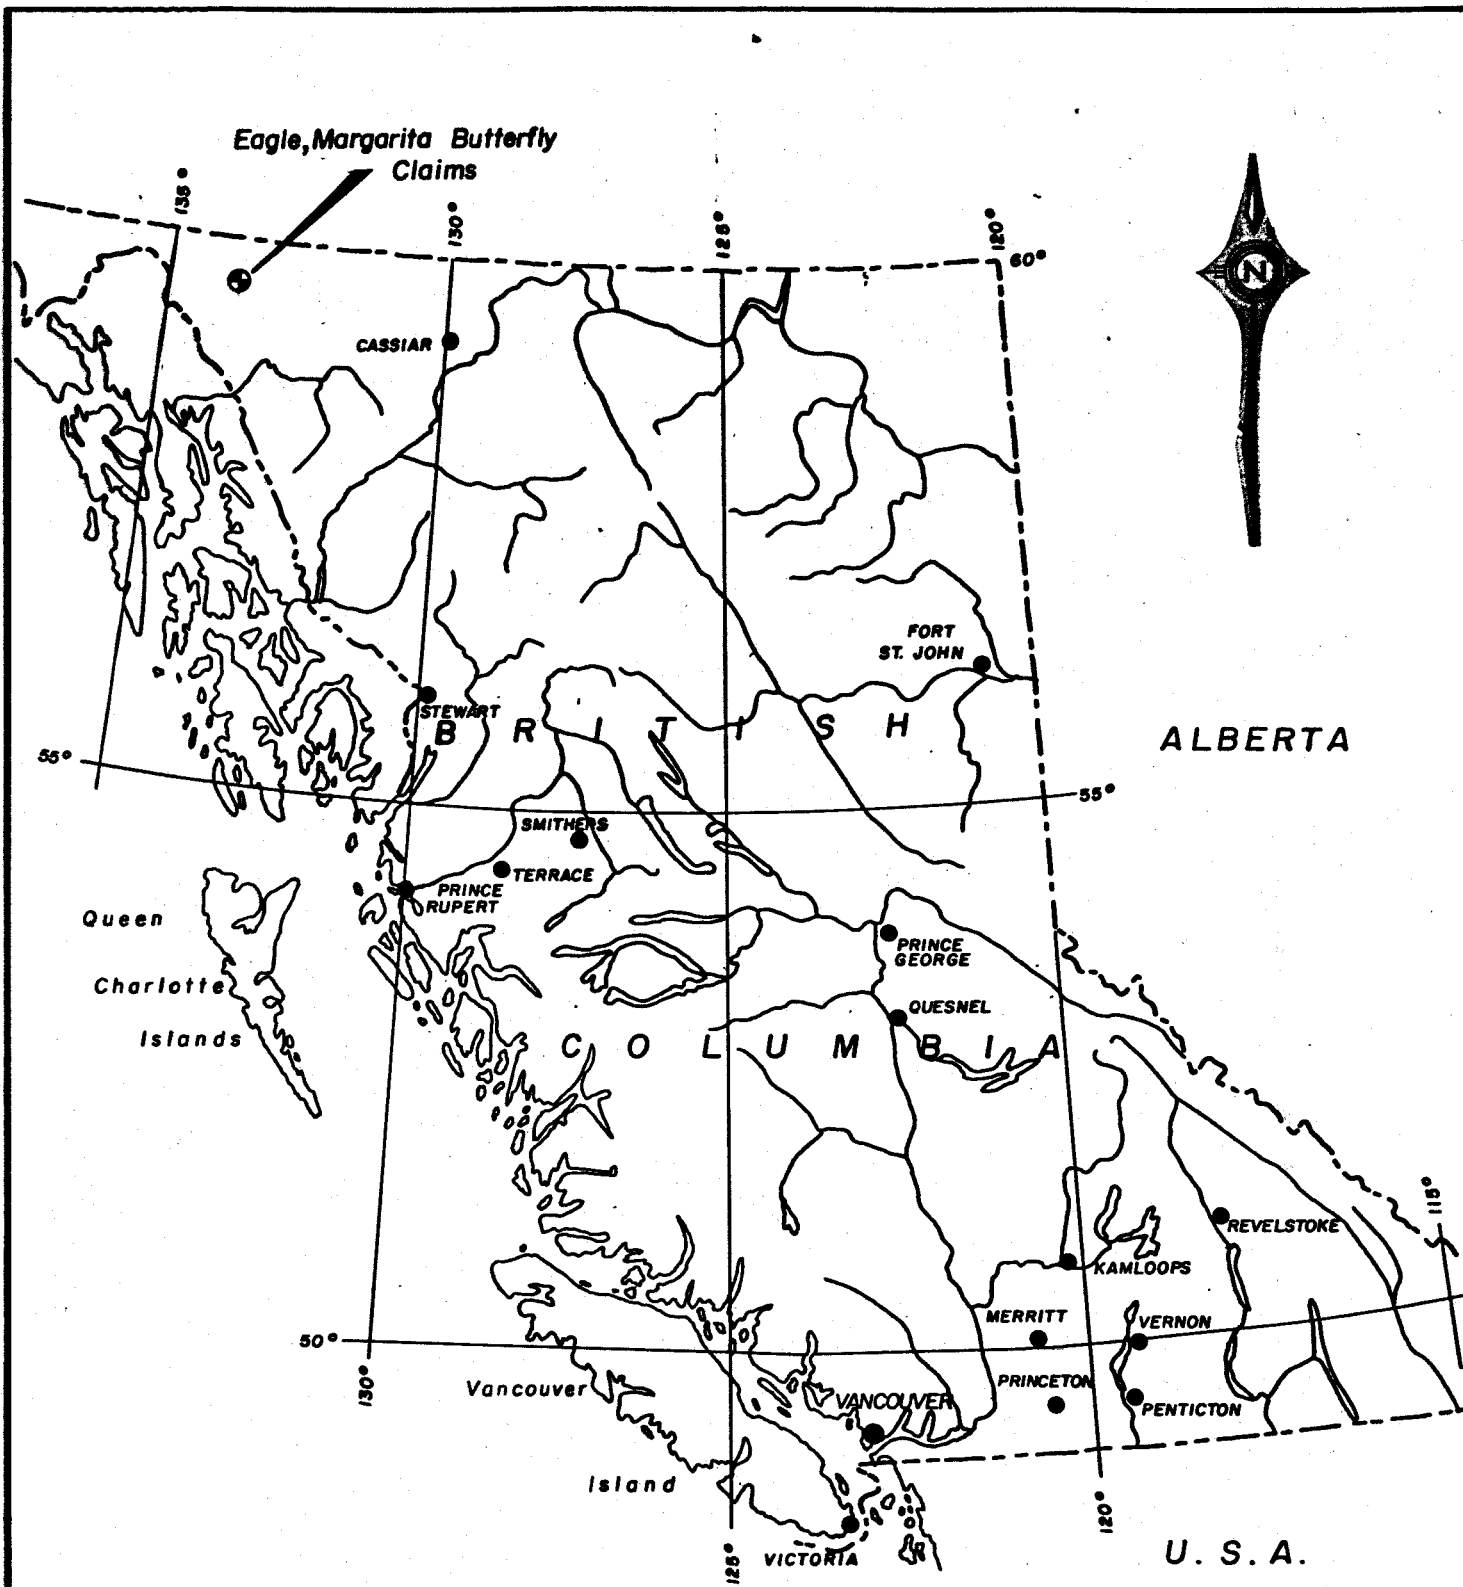 Eagle, Margarita Butterfly
Claims
135°
130°
125°
120°
60°
N
CASSIAR
FORT
ST. JOHN
STEWART
BRITISH
ALBERTA
55°
55°
SMITHERS
TERRACE
PRINCE
RUPERT
Queen
Charlotte
Islands
PRINCE
GEORGE
QUESNEL
COLUMBIA
115°
REVELSTOKE
KAMLOOPS
MERRITT
VERNON
50°
PRINCETON
PENTICTON
130°
Vancouver
VANCOUVER
Island
120°
125°
VICTORIA
U.S.A.